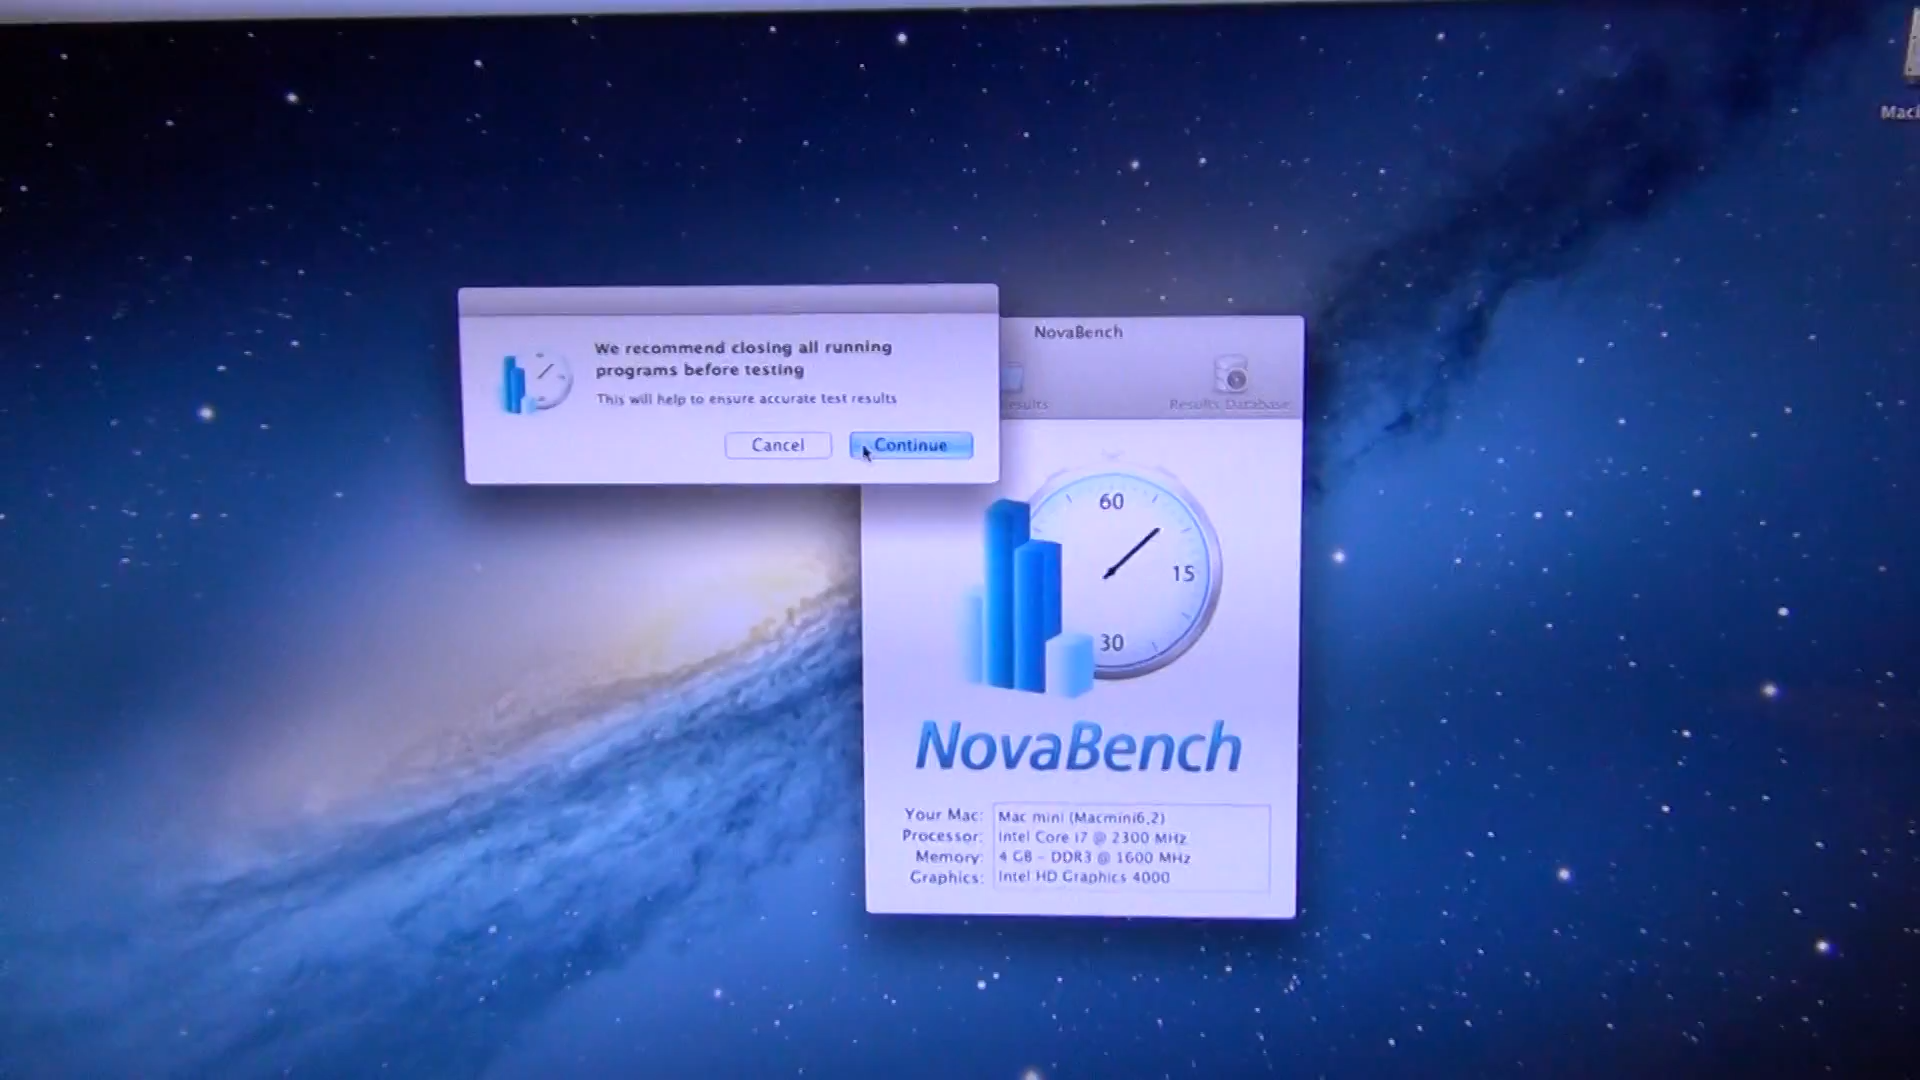 We recommend closing all running
programs before testing
This will help to ensure accurate test results
Cancel
Continue
NovaBench
Results Database
60
15
30
NovaBench
Your Mac: Mac mini (Macmini6,2)
Processor: Intel Core i7 @ 2300 MHz
Memory: 4 GB - DDR3 @ 1600 MHz
Graphics: Intel HD Graphics 4000